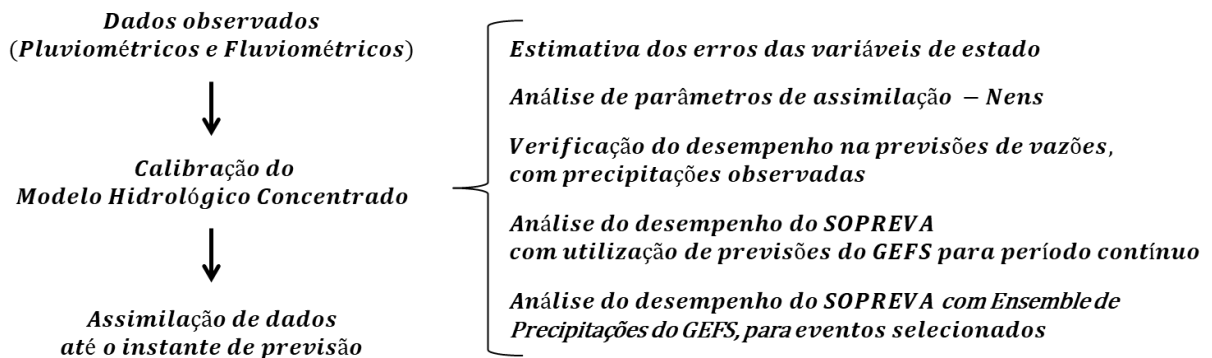 Dados observados
(Pluviométricos e Fluviométricos)
Calibração do
Modelo Hidrológico Concentrado
Assimilação de dados
até o instante de previsão
Estimativa dos erros das variáveis de estado
Análise de parâmetros de assimilação − Nens
Verificação do desempenho na previsões de vazões,
com precipitações observadas
Análise do desempenho do SOPREVA
com utilização de previsões do GEFS para período contínuo
Análise do desempenho do SOPREVA com Ensemble de
Precipitações do GEFS, para eventos selecionados